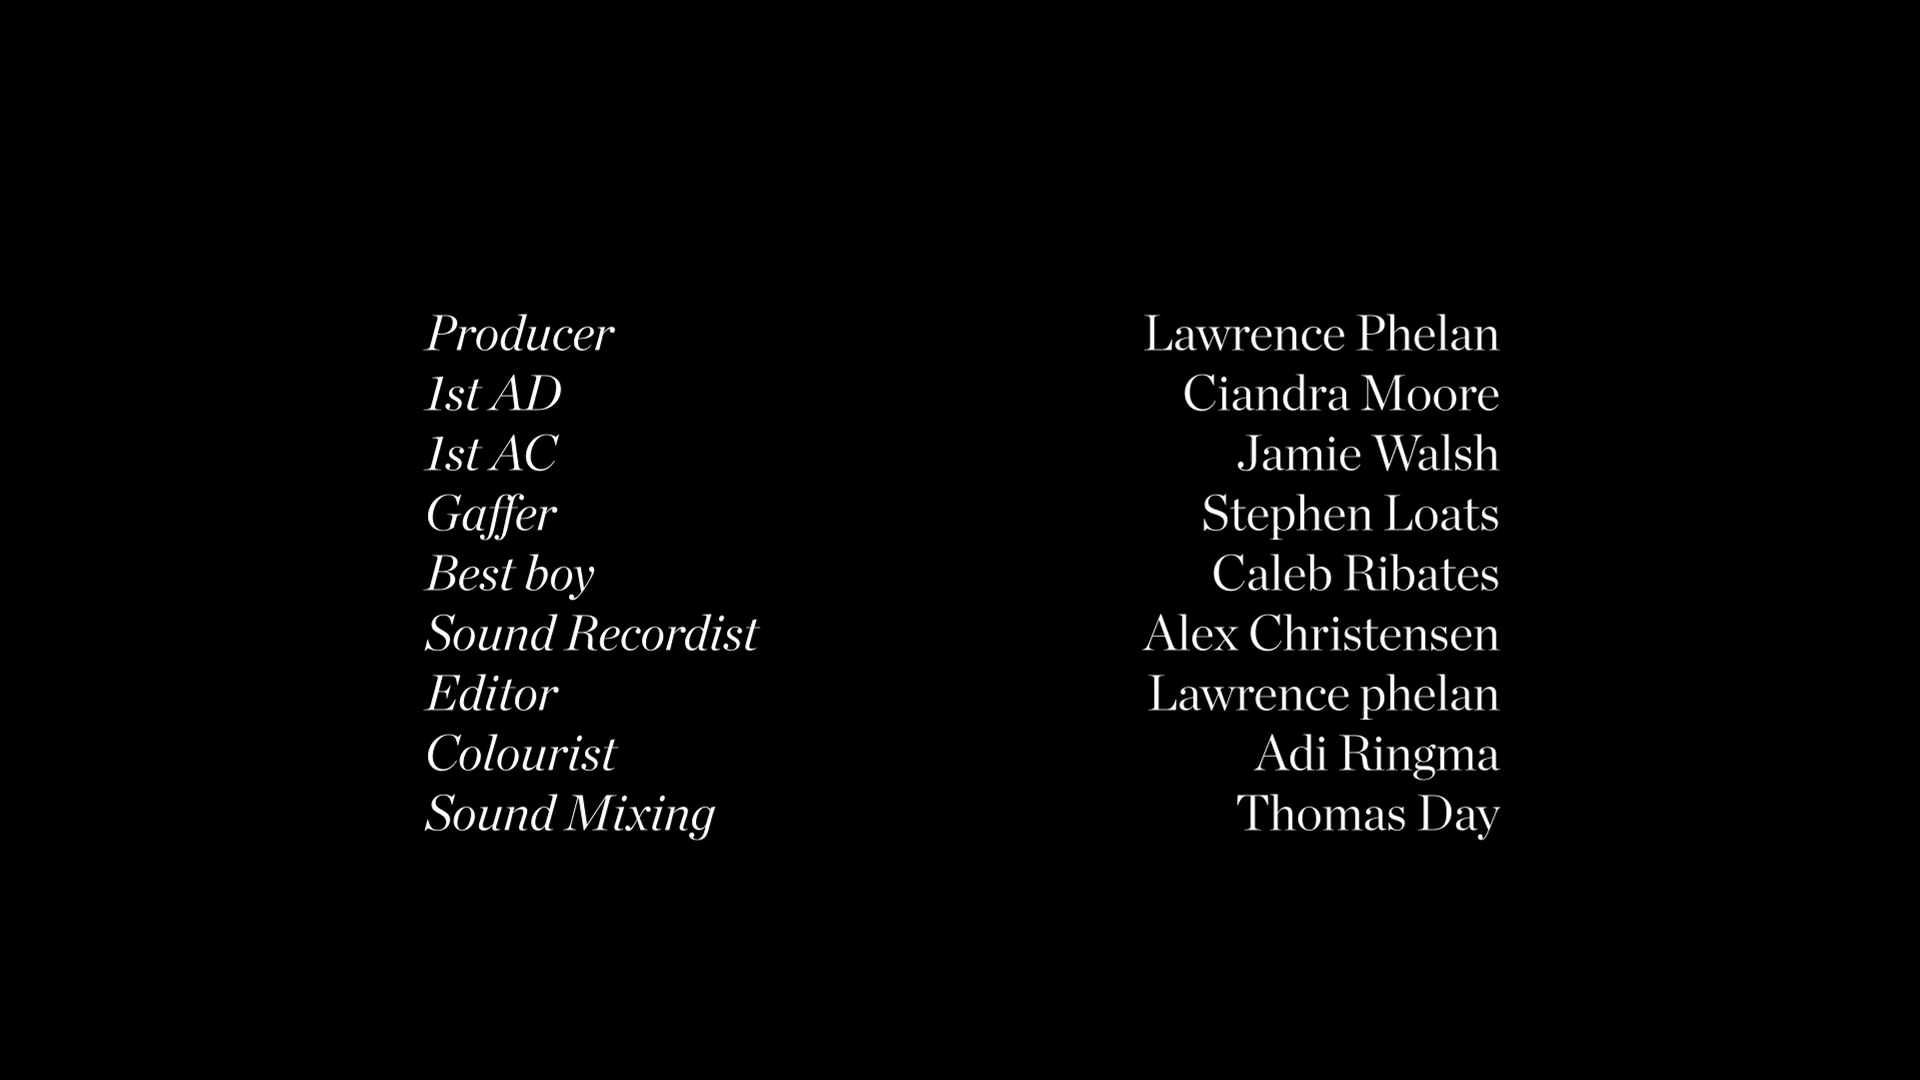 Producer Lawrence Phelan
1st AD Ciandra Moore
1st AC Jamie Walsh
Gaffer Stephen Loats
Best boy Caleb Ribates
Sound Recordist Alex Christensen
Editor Lawrence phelan
Colourist Adi Ringma
Sound Mixing Thomas Day